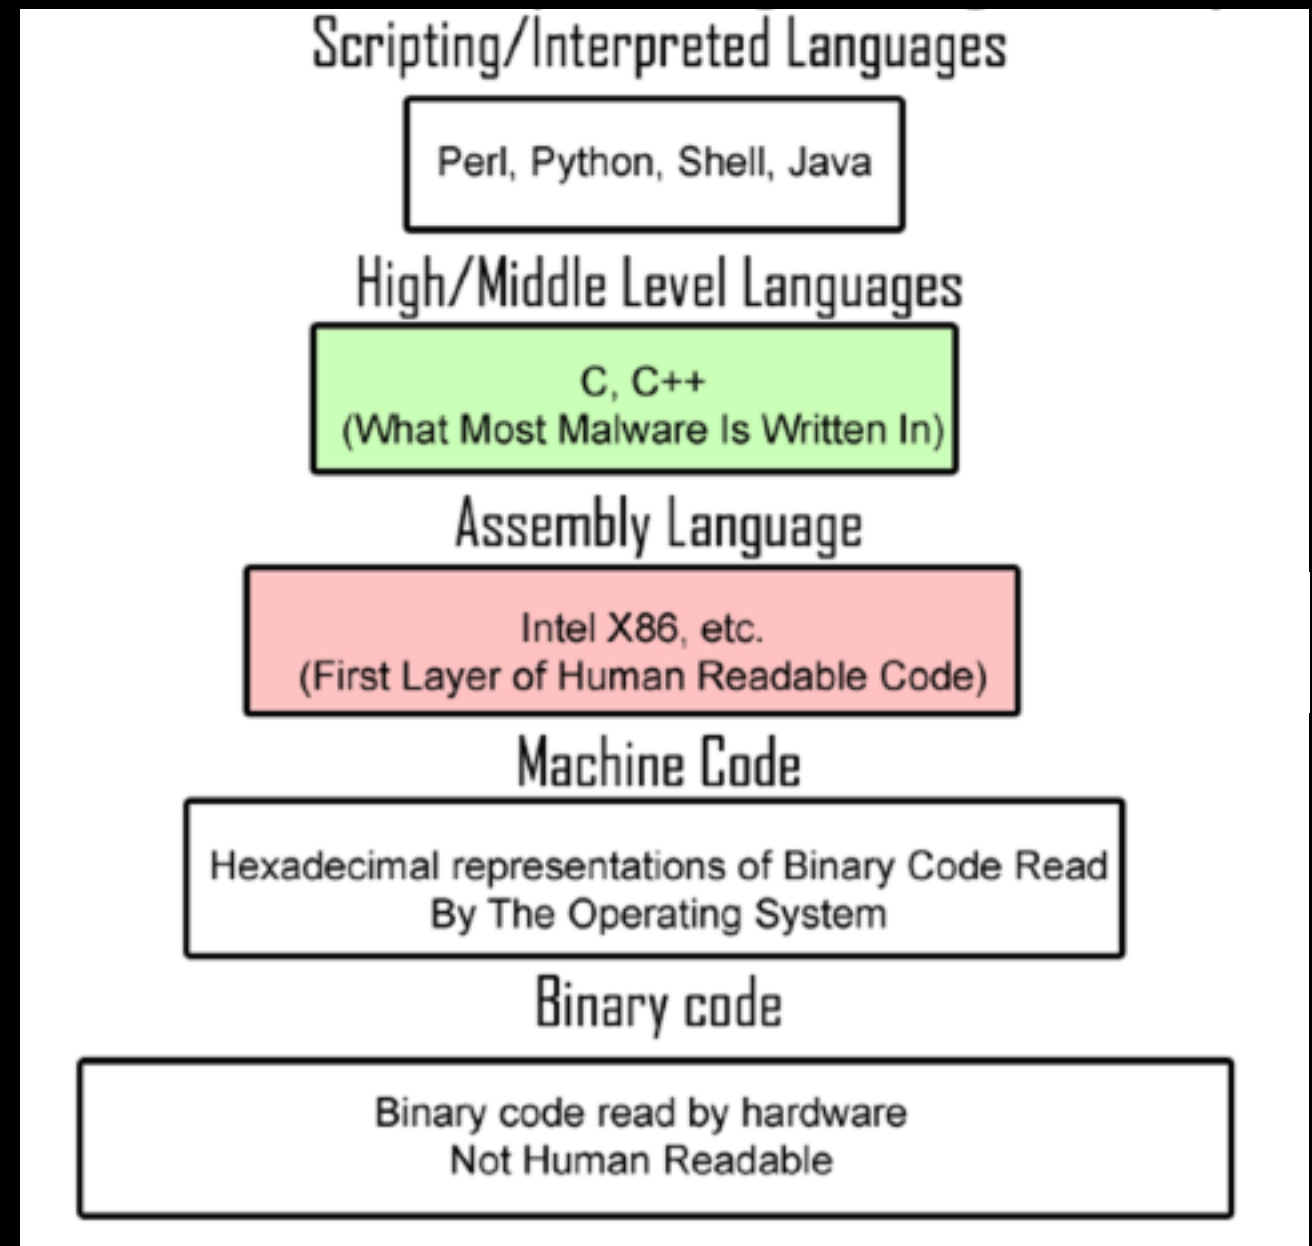 Scripting/Interpreted Languages
Perl, Python, Shell, Java
High/Middle Level Languages
C, C++
(What Most Malware Is Written In)
Assembly Language
Intel X86, etc.
(First Layer of Human Readable Code)
Machine Code
Hexadecimal representations of Binary Code Read
By The Operating System
Binary code
Binary code read by hardware
Not Human Readable